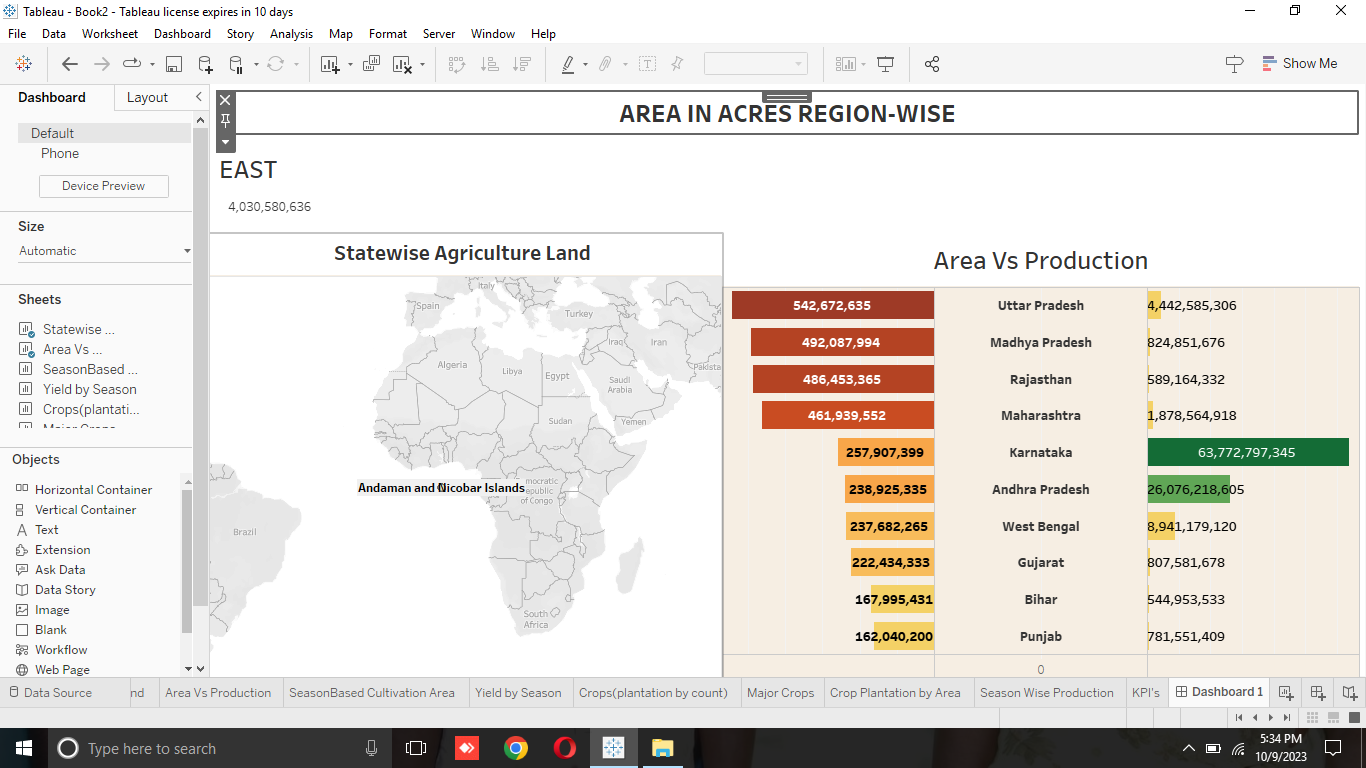 Tableau - Book2 - Tableau license expires in 10 days
File Data Worksheet Dashboard Story Analysis Map Format Server Window Help
Show Me
Dashboard Layout
Default
Phone
Device Preview
Size
Automatic
Sheets
Statewise ...
Area Vs ...
SeasonBased ...
Yield by Season
Crops(plantati...
Major Crops
Objects
Horizontal Container
Vertical Container
Text
Extension
Ask Data
Data Story
Image
Blank
Workflow
Web Page
AREA IN ACRES REGION-WISE
EAST
4,030,580,636
Statewise Agriculture Land
Italy
Spain
Turkey
Iraq
Iran
Algeria
Libya
Egypt
Pakista
Saudi
Arabia
Sudan
Yemen
Andaman and Nicobar Islands
mocratic
epublic
of Congo
Brazil
South
Africa
Area Vs Production
542,672,635 Uttar Pradesh 4,442,585,306
492,087,994 Madhya Pradesh 824,851,676
486,453,365 Rajasthan 589,164,332
461,939,552 Maharashtra 1,878,564,918
257,907,399 Karnataka 63,772,797,345
238,925,335 Andhra Pradesh 26,076,218,605
237,682,265 West Bengal 8,941,179,120
222,434,333 Gujarat 807,581,678
167,995,431 Bihar 544,953,533
162,040,200 Punjab 781,551,409
0
Data Source nd Area Vs Production SeasonBased Cultivation Area Yield by Season Crops(plantation by count) Major Crops Crop Plantation by Area Season Wise Production KPI's Dashboard 1
Type here to search
5:34 PM
10/9/2023